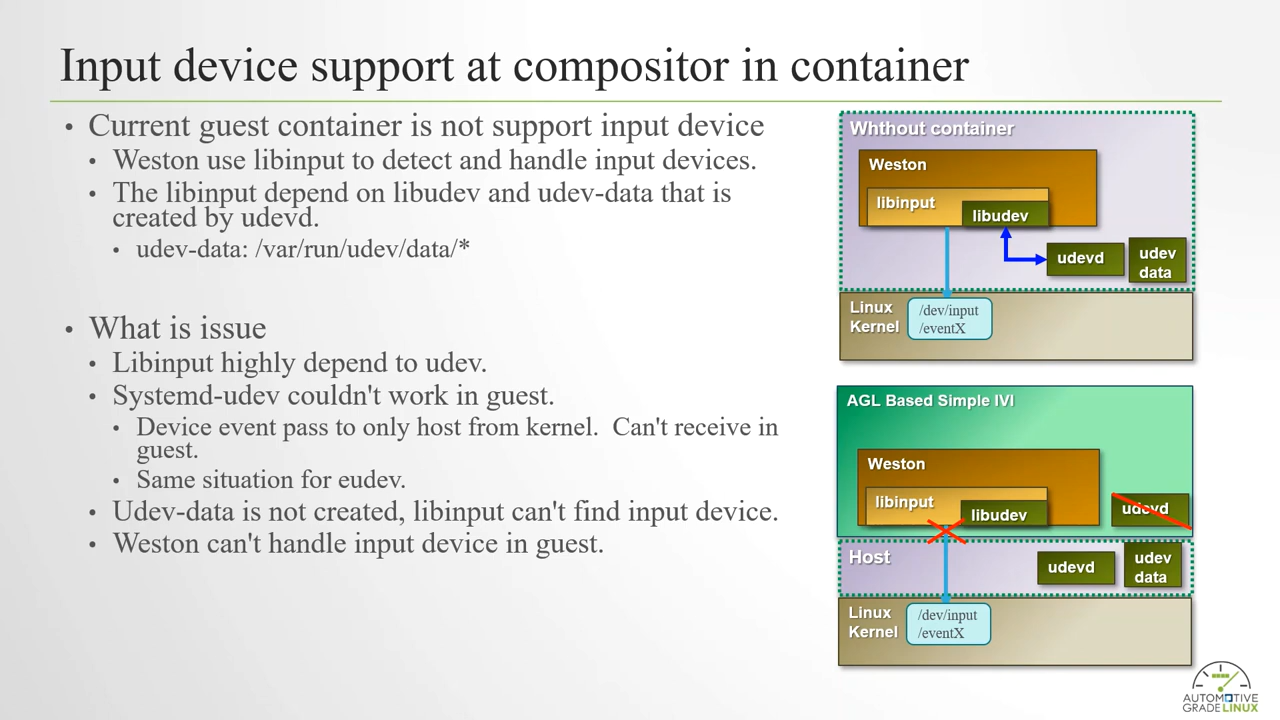 Input device support at compositor in container
• Current guest container is not support input device
• Weston use libinput to detect and handle input devices.
• The libinput depend on libudev and udev-data that is
created by udevd.
• udev-data: /var/run/udev/data/*
• What is issue
• Libinput highly depend to udev.
• Systemd-udev couldn't work in guest.
• Device event pass to only host from kernel.  Can't receive in
guest.
• Same situation for eudev.
• Udev-data is not created, libinput can't find input device.
• Weston can't handle input device in guest.
Whthout container
Weston
libinput
libudev
udevd
udev
data
Linux
Kernel
/dev/input
/eventX
AGL Based Simple IVI
Weston
libinput
libudev
udevd
Host
udevd
udev
data
Linux
Kernel
/dev/input
/eventX
AUTOMOTIVE
GRADELINUX